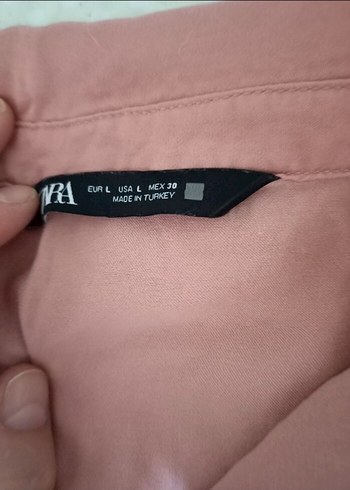 ZARA
EUR L USA L MEX 30
MADE IN TURKEY